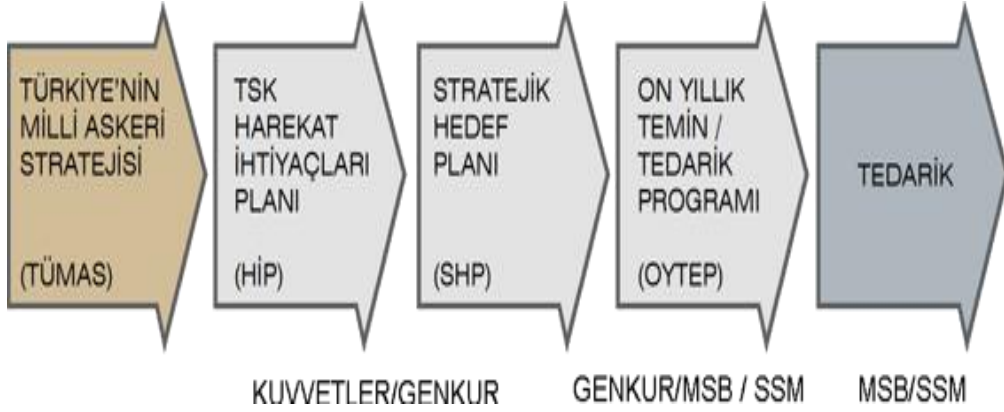 TÜRKİYE'NİN
MİLLİ ASKERİ
STRATEJİSİ
(TÜMAS)
TSK
HAREKAT
İHTİYAÇLARI
PLANI
(HİP)
STRATEJİK
HEDEF
PLANI
(SHP)
ON YILLIK
TEMİN /
TEDARİK
PROGRAMI
(OYTEP)
TEDARİK
KUVVETLER/GENKUR
GENKUR/MSB / SSM
MSB/SSM